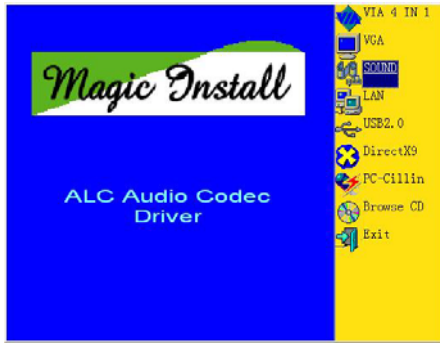 Magic Install
ALC Audio Codec
Driver
VIA 4 IN 1
VGA
SOUND
LAN
USB2.0
DirectX9
PC-Cillin
Browse CD
Exit